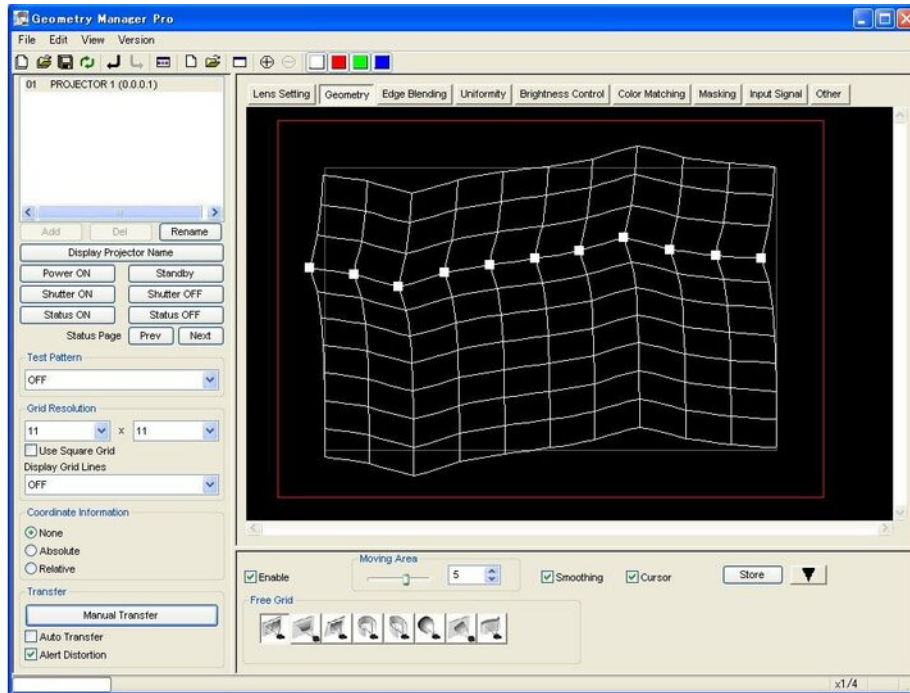 Geometry Manager Pro
File Edit View Version
01 PROJECTOR 1 (0.0.0.1)
Lens Setting Geometry Edge Blending Uniformity Brightness Control Color Matching Masking Input Signal Other
Add Del Rename
Display Projector Name
Power ON Standby
Shutter ON Shutter OFF
Status ON Status OFF
Status Page Prev Next
Test Pattern
OFF
Grid Resolution
11 x 11
Use Square Grid
Display Grid Lines
OFF
Coordinate Information
None
Absolute
Relative
Transfer
Manual Transfer
Auto Transfer
Alert Distortion
Moving Area
Enable 5 Smoothing Cursor Store
Free Grid
x1/4